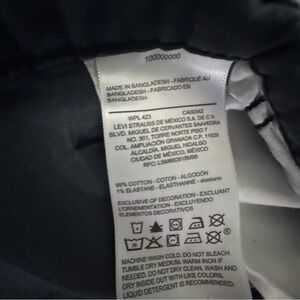 100000000
MADE IN BANGLADESH - FABRIQUÉ AU
BANGLADESH - FABRICADO EN
BANGLADESH
WPL 423 CA00342
LEVI STRAUSS DE MÉXICO S.A. DE C.V.
BLVD. MIGUEL DE CERVANTES SAAVEDRA
NO. 301, TORRE NORTE PISO 7
COL. AMPLIACIÓN GRANADA C.P. 11529
ALCALDÍA. MIGUEL HIDALGO
CIUDAD DE MÉXICO, MÉXICO
RFC:
99% COTTON - COTON - ALGODÓN
1% ELASTANE - ÉLASTHANNE - elastano
EXCLUSIVE OF DECORATION - EXCLUANT
L'ORNEMENTATION - EXCLUYENDO
ELEMENTOS DECORATIVOS
MACHINE WASH COLD. DO NOT BLEACH.
TUMBLE DRY MEDIUM. WARM IRON IF
NEEDED. DO NOT DRY CLEAN. WASH AND
DRY INSIDE OUT WITH LIKE COLORS.
LIQUID DETERGENT IS RECOMMENDED.